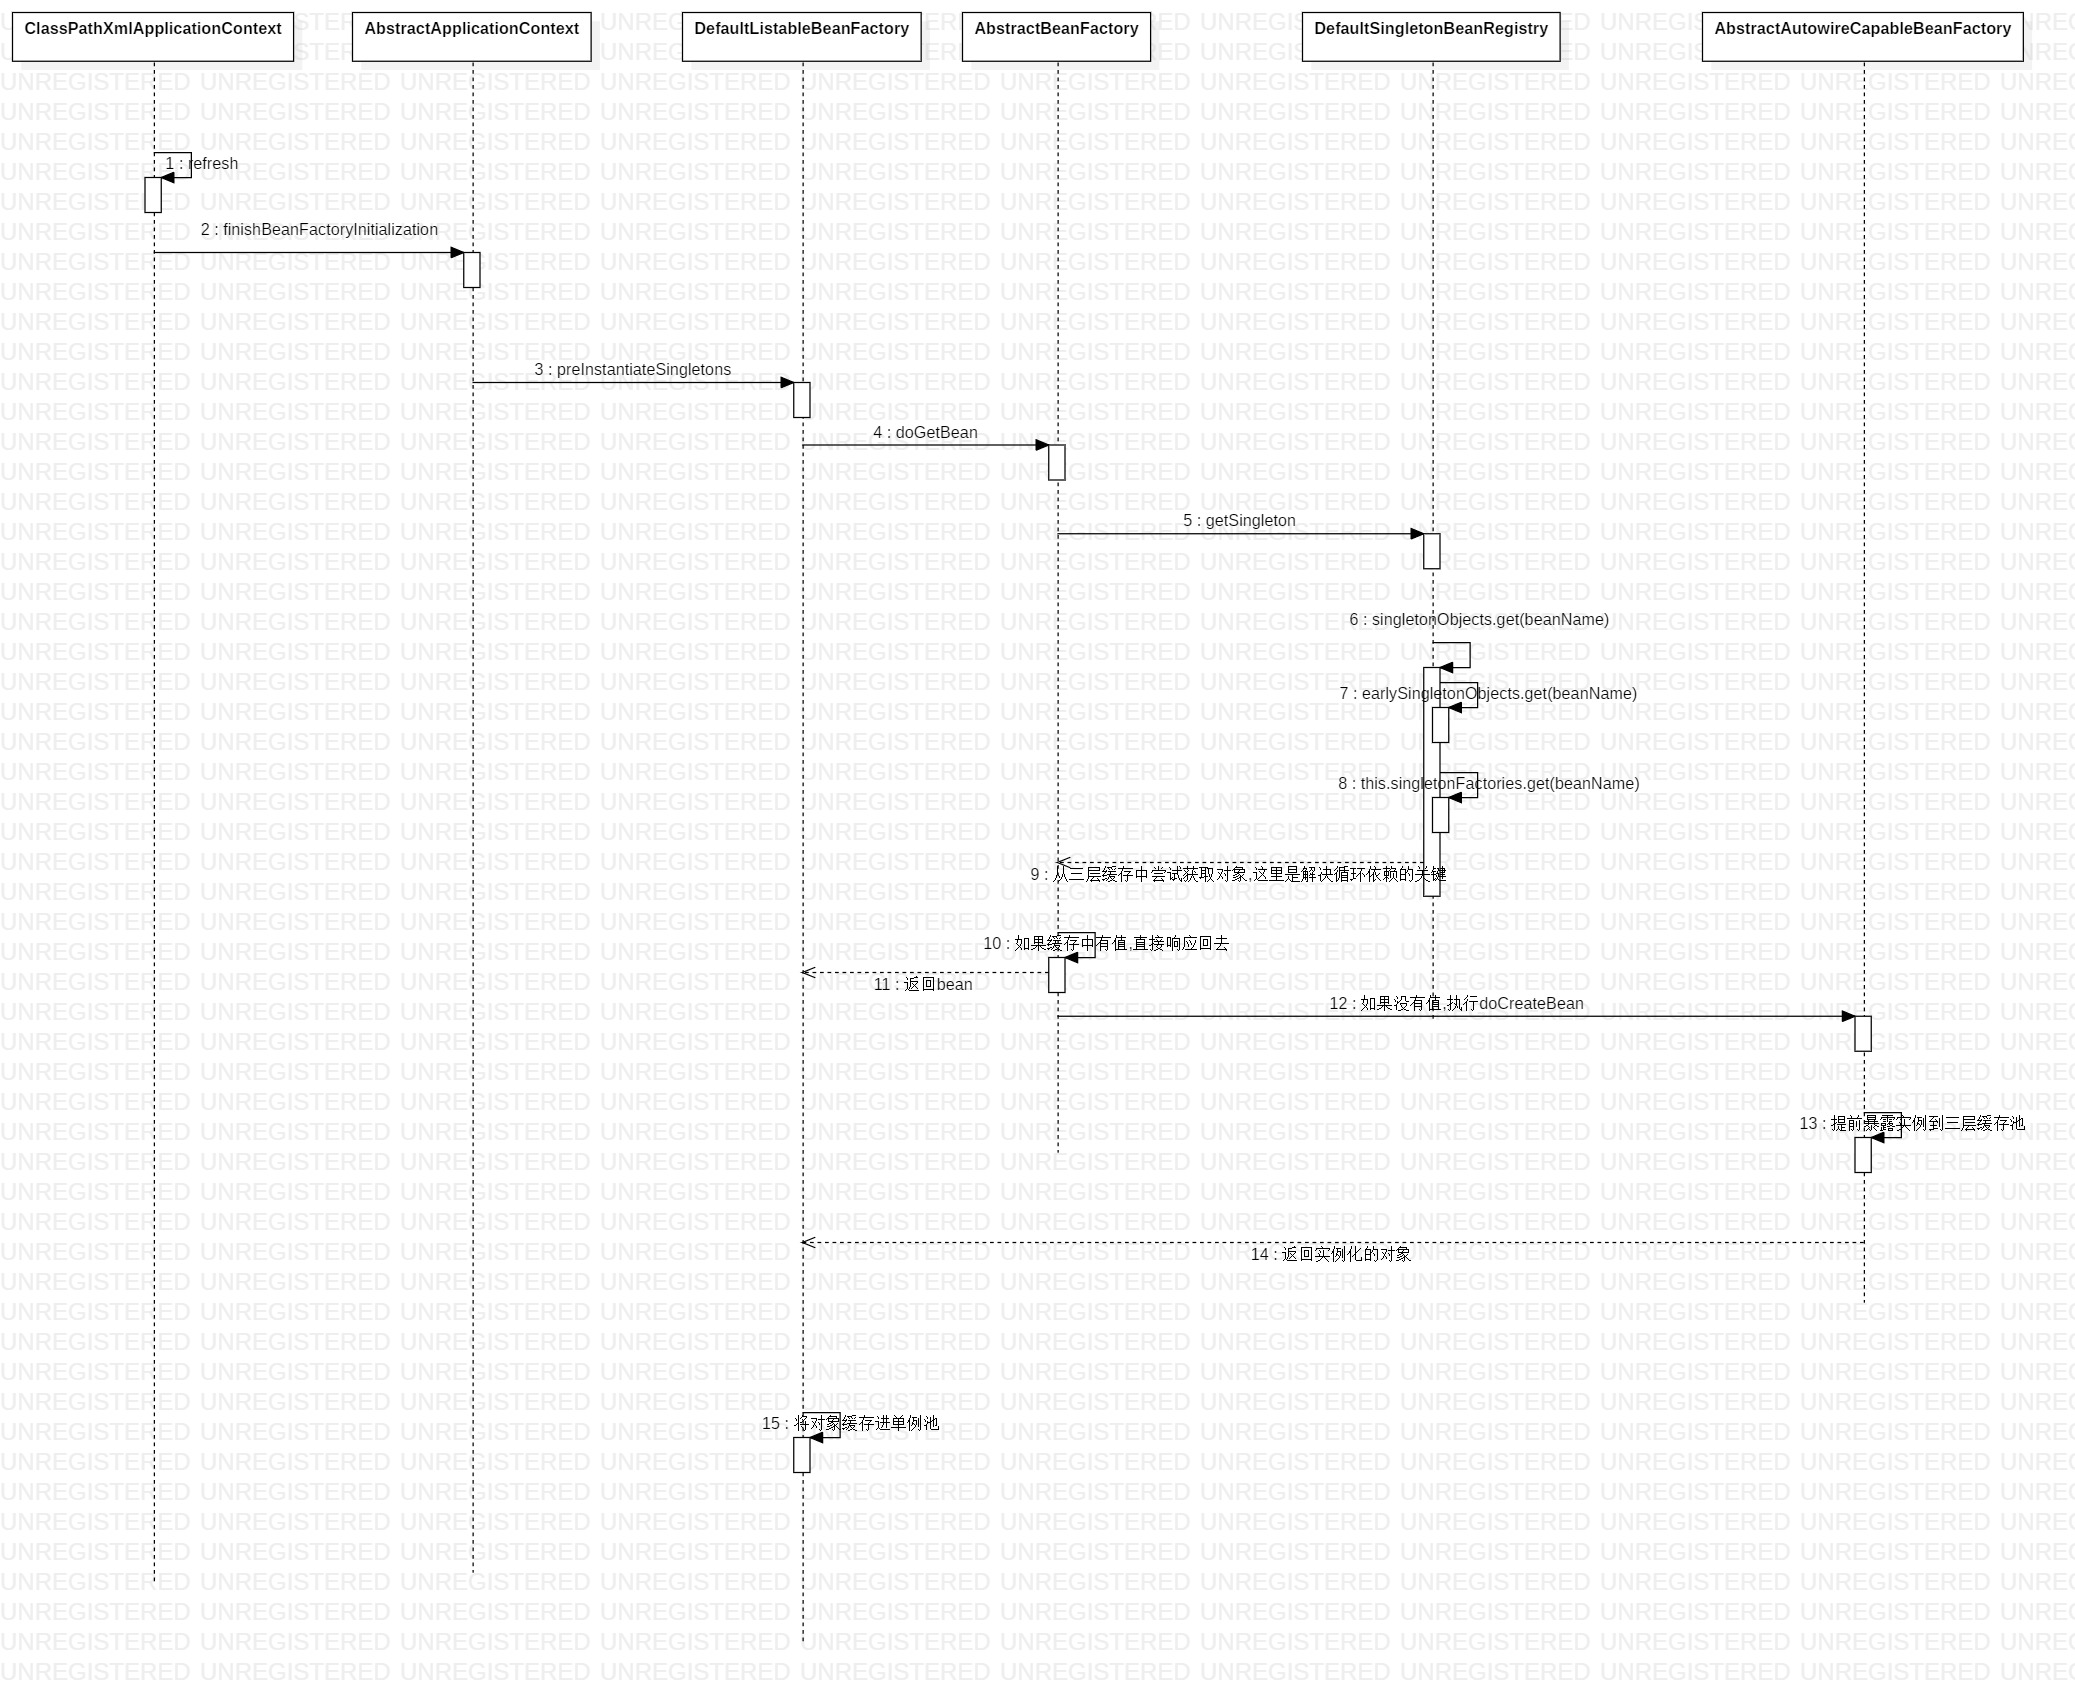 ClassPathXmlApplicationContext
AbstractApplicationContext
DefaultListableBeanFactory
AbstractBeanFactory
DefaultSingletonBeanRegistry
AbstractAutowireCapableBeanFactory
1 : refresh
2 : finishBeanFactoryInitialization
3 : preInstantiateSingletons
4 : doGetBean
5 : getSingleton
6 : singletonObjects.get(beanName)
7 : earlySingletonObjects.get(beanName)
8 : this.singletonFactories.get(beanName)
9 : 从三层缓存中尝试获取对象,这里是解决循环依赖的关键
10 : 如果缓存中有值,直接响应回去
11 : 返回bean
12 : 如果没有值,执行doCreateBean
13 : 提前暴露实例到三层缓存池
14 : 返回实例化的对象
15 : 将对象缓存进单例池
UNREGISTERED